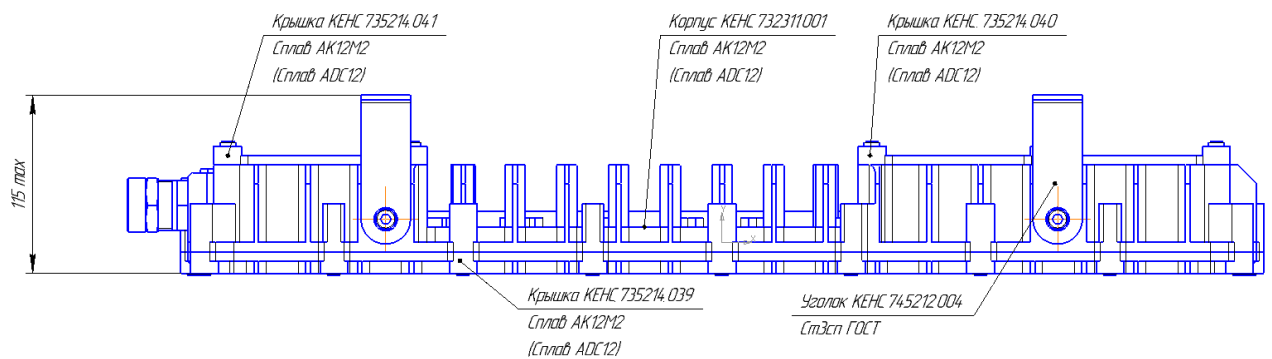 Крышка КЕНС 735214.041
Сплав АК12М2
(Сплав ADC12)
Корпус КЕНС 732311.001
Сплав АК12М2
(Сплав ADC12)
Крышка КЕНС. 735214.040
Сплав АК12М2
(Сплав ADC12)
115 max
Крышка КЕНС 735214.039
Сплав АК12М2
(Сплав ADC12)
Уголок КЕНС 745212.004
Ст3сп ГОСТ
Y
X